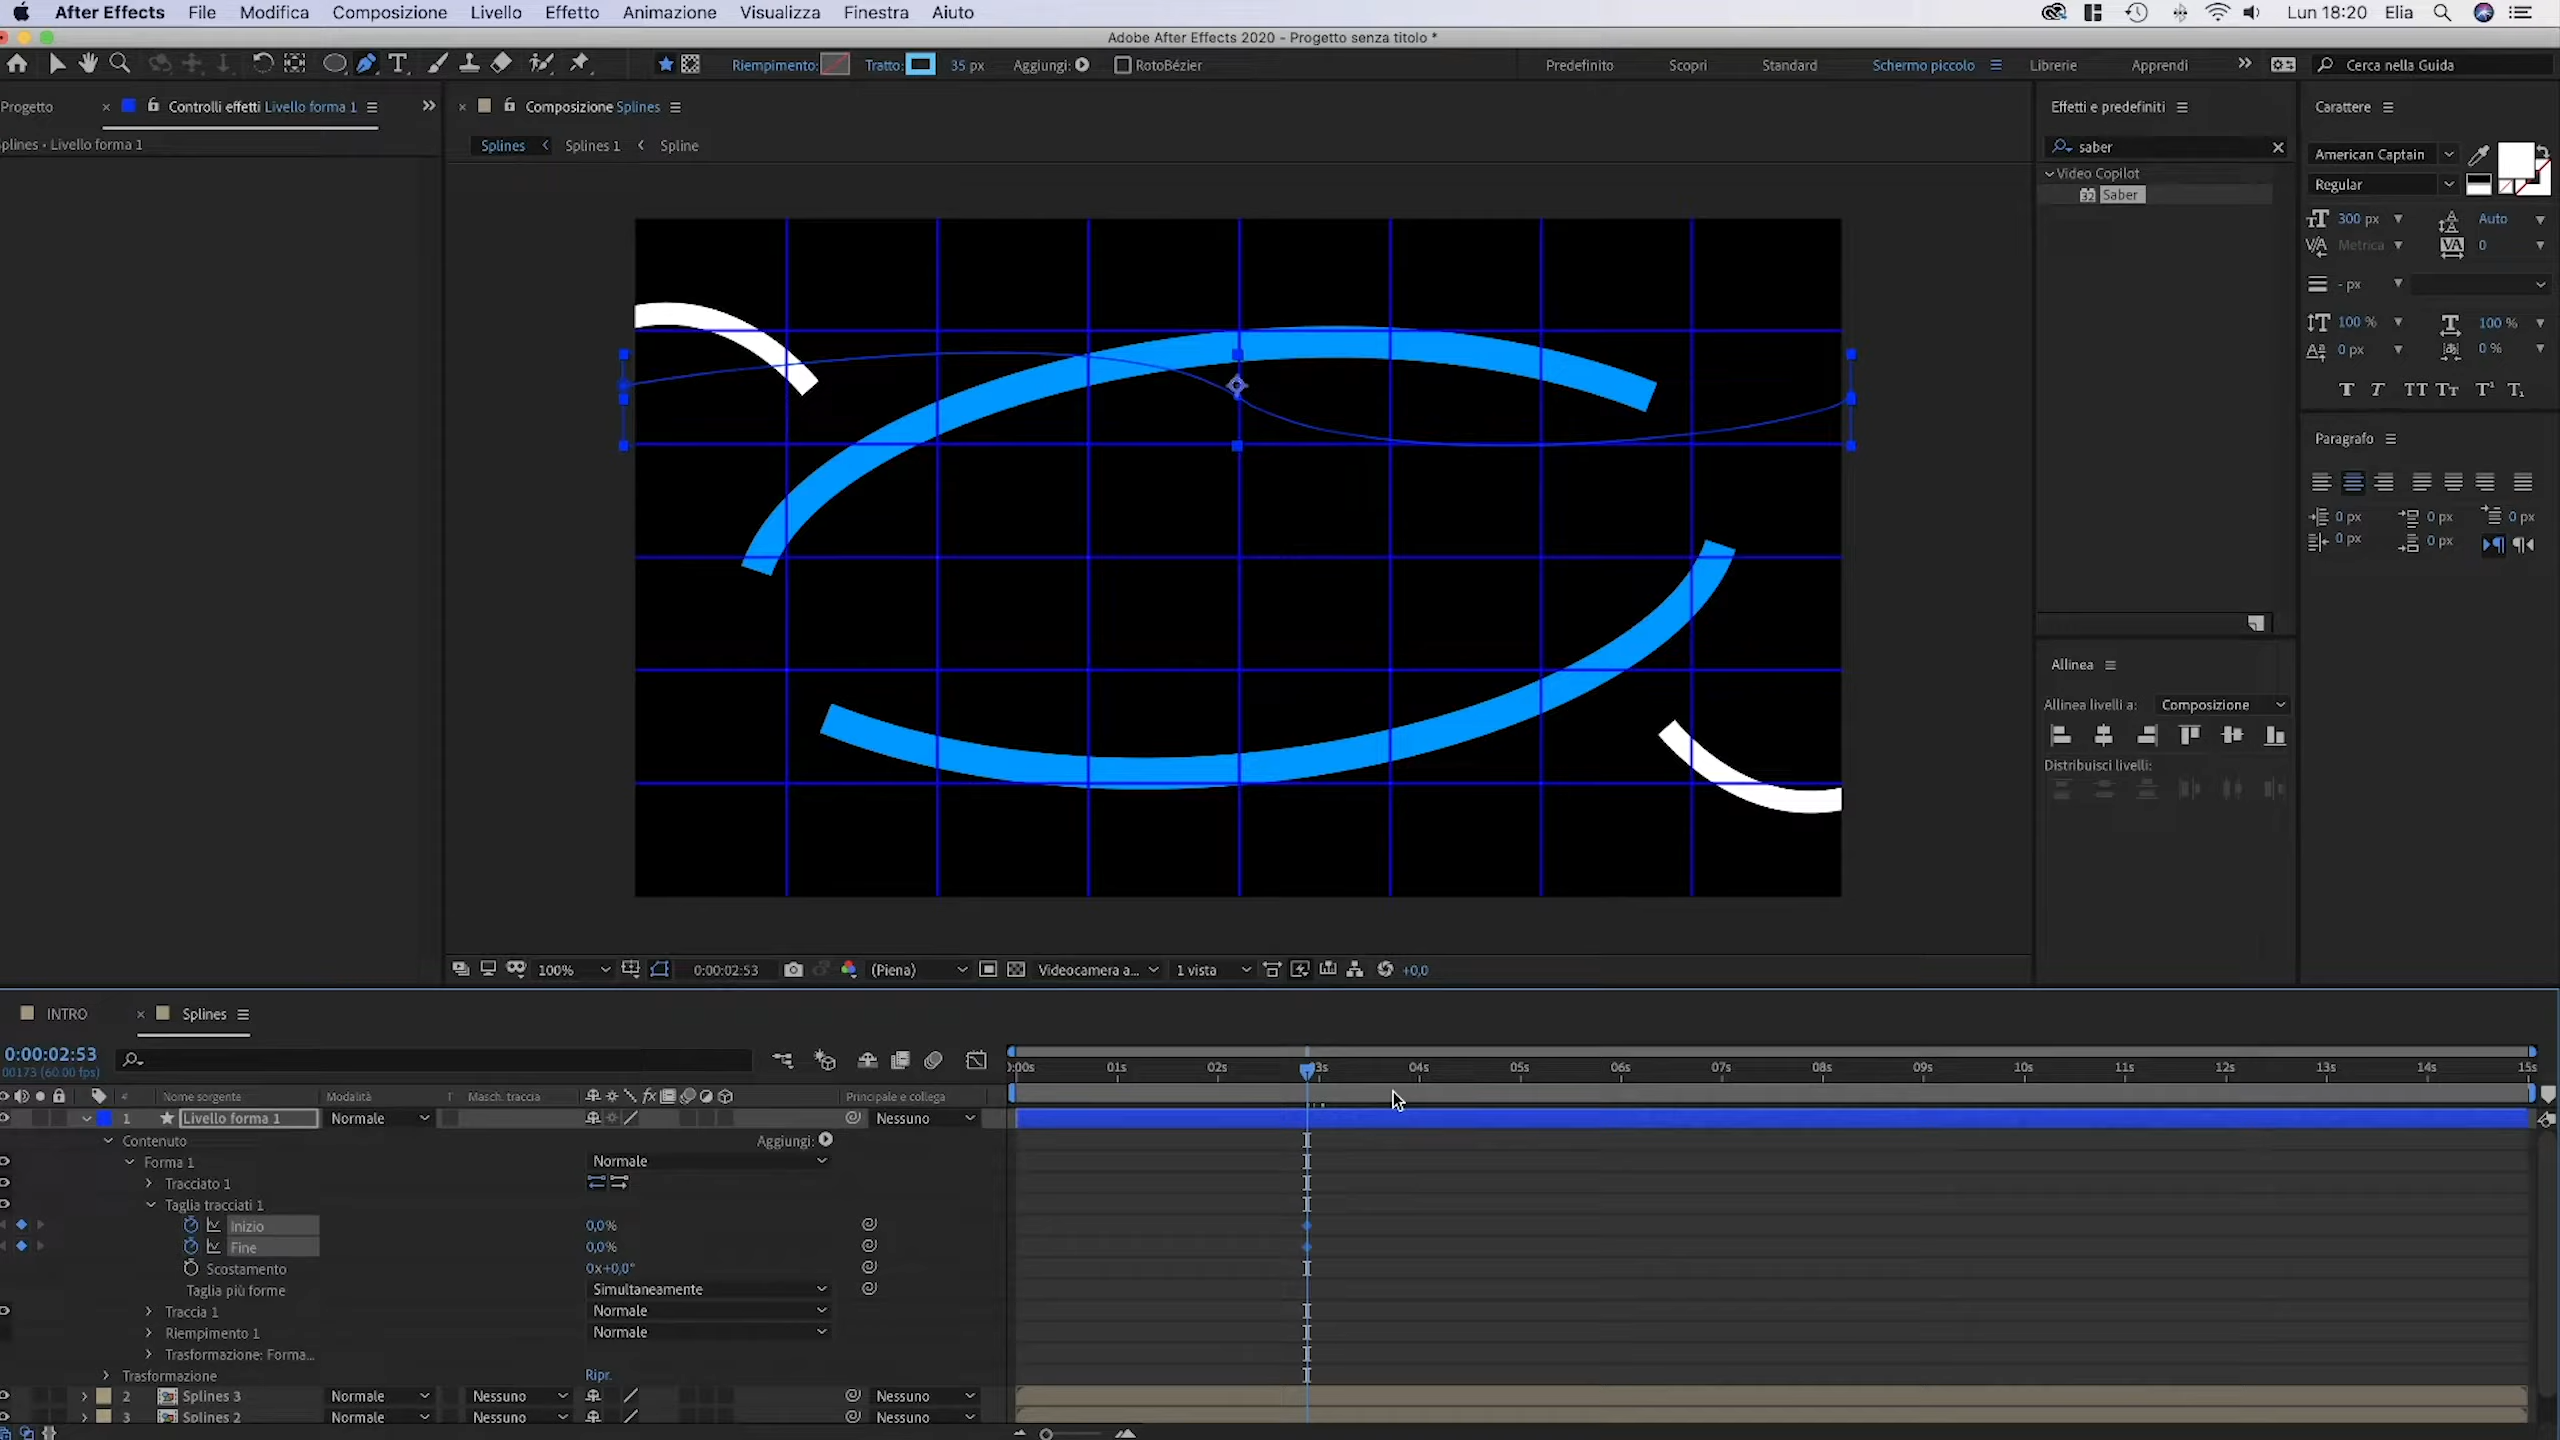 After Effects File Modifica Composizione Livello Effetto Animazione Visualizza Finestra Aiuto Lun 18:20 Elia
Adobe After Effects 2020 - Progetto senza titolo *
Riempimento: Tratto: 35 px Aggiungi: RotoBézier Predefinito Scopri Standard Schermo piccolo Librerie Apprendi Cerca nella Guida
Progetto Controlli effetti Livello forma 1 Composizione Splines Effetti e predefiniti Carattere
plines • Livello forma 1 Splines Splines 1 Spline saber American Captain
Video Copilot
Saber
Regular
300 px Auto
Metrica 0
- px
100 % 100 %
0 px 0 %
T T TT Tт T¹ T₁
Paragrafo
0 px 0 px 0 px
0 px 0 px
Allinea
Allinea livelli a: Composizione
Distribuisci livelli:
100% 0:00:02:53 (Piena) Videocamera a... 1 vista +0,0
INTRO Splines
0:00:02:53
00173 (60.00 fps)
:00s 01s 02s 3s 04s 05s 06s 07s 08s 09s 10s 11s 12s 13s 14s 15s
# Nome sorgente Modalità T Masch. traccia fx Principale e collega
1 Livello forma 1 Normale Nessuno
Contenuto Aggiungi:
Forma 1 Normale
Tracciato 1
Taglia tracciati 1
Inizio 0,0%
Fine 0,0%
Scostamento 0x+0,0°
Taglia più forme Simultaneamente
Traccia 1 Normale
Riempimento 1 Normale
Trasformazione: Forma...
Trasformazione Ripr.
2 Splines 3 Normale Nessuno Nessuno
3 Splines 2 Normale Nessuno Nessuno